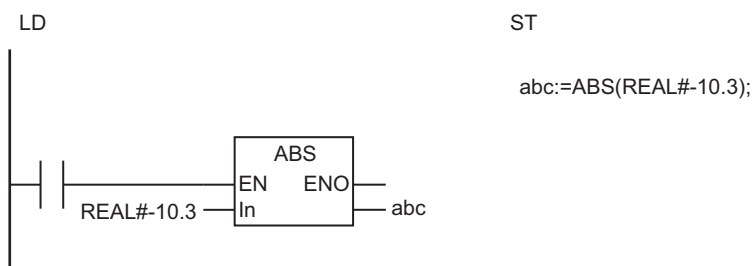 LD
ST
abc:=ABS(REAL#-10.3);
ABS
EN ENO
REAL#-10.3 In abc